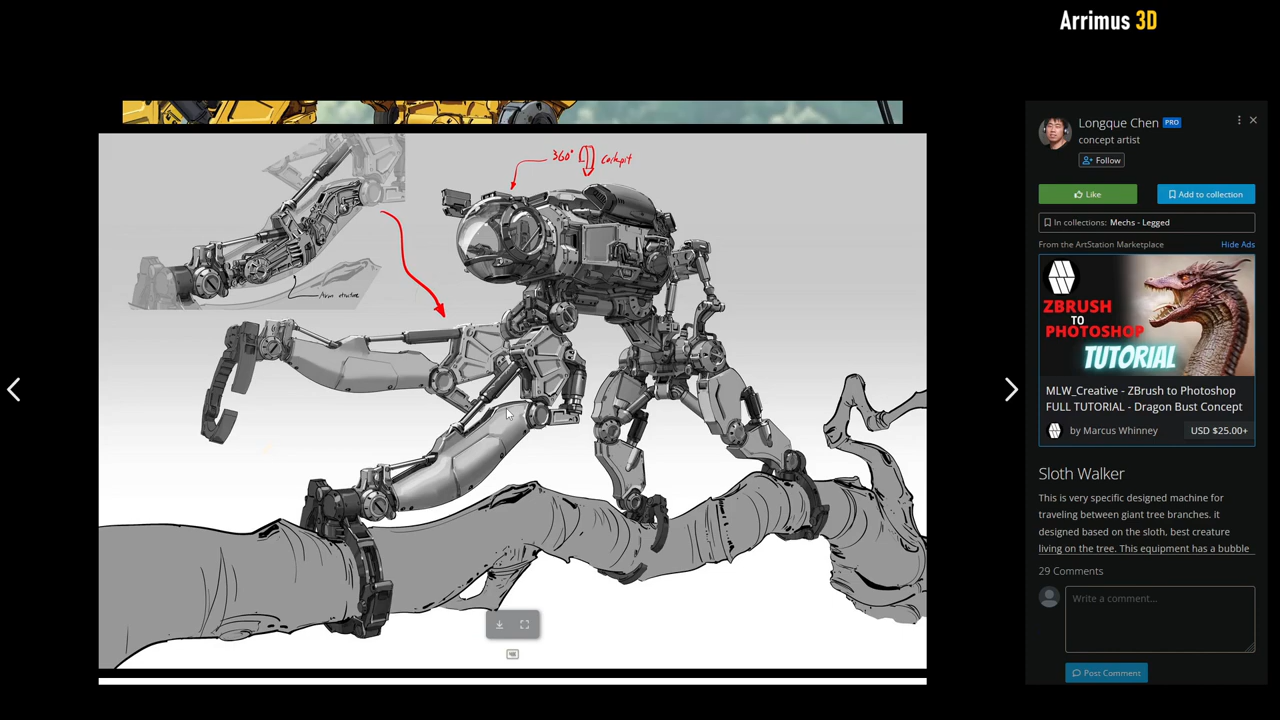 Arrimus 3D
Longque Chen PRO
concept artist
Follow
Like
Add to collection
In collections: Mechs - Legged
From the ArtStation Marketplace
Hide Ads
ZBRUSH
TO
PHOTOSHOP
TUTORIAL
MLW_Creative - ZBrush to Photoshop
FULL TUTORIAL - Dragon Bust Concept
by Marcus Whinney
USD $25.00+
Sloth Walker
This is very specific designed machine for
traveling between giant tree branches. it
designed based on the sloth, best creature
living on the tree. This equipment has a bubble
29 Comments
Write a comment...
Post Comment
360° cockpit
Arm structure